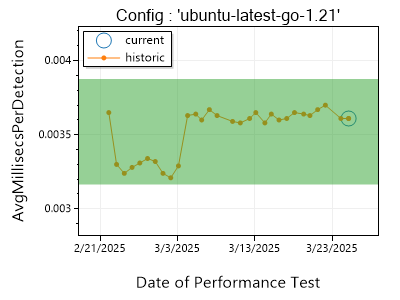 Config : 'ubuntu-latest-go-1.21'
current
historic
AvgMillisecsPerDetection
0.004
0.0035
0.003
2/21/2025
3/3/2025
3/13/2025
3/23/2025
Date of Performance Test